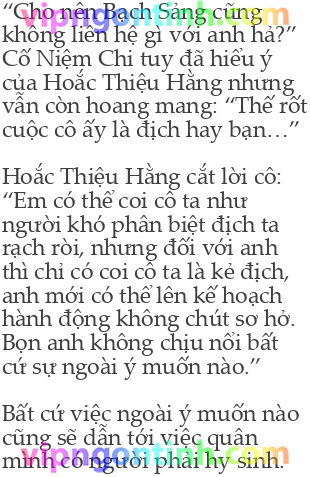 “Cho nên Bạch Sảng cũng
không liên hệ gì với anh hả?”
Cố Niệm Chi tuy đã hiểu ý
của Hoắc Thiệu Hằng nhưng
vẫn còn hoang mang: “Thế rốt
cuộc cô ấy là địch hay bạn...”
Hoắc Thiệu Hằng cắt lời cô:
“Em có thể coi cô ta như
người khó phân biệt địch ta
rạch ròi, nhưng đối với anh
thì chỉ có coi cô ta là kẻ địch,
anh mới có thể lên kế hoạch
hành động không chút sơ hở.
Bọn anh không chịu nổi bất
cứ sự ngoài ý muốn nào.”
Bất cứ việc ngoài ý muốn nào
cũng sẽ dẫn tới việc quân
mình có người phải hy sinh.
vipngontinh.com
vipngontinh.com